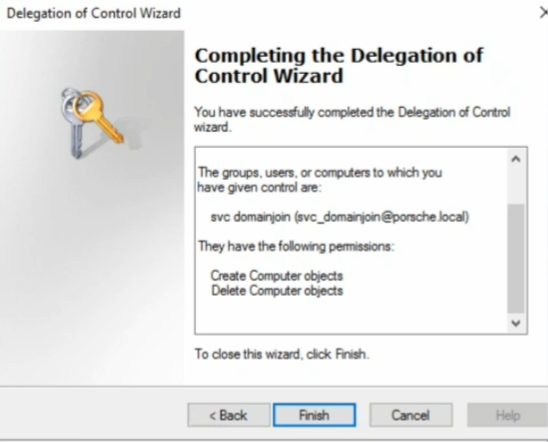 Delegation of Control Wizard
Completing the Delegation of
Control Wizard
You have successfully completed the Delegation of Control
wizard.
The groups, users, or computers to which you
have given control are:
svc domainjoin (svc_domainjoin@porsche.local)
They have the following permissions:
Create Computer objects
Delete Computer objects
To close this wizard, click Finish.
< Back Finish Cancel Help